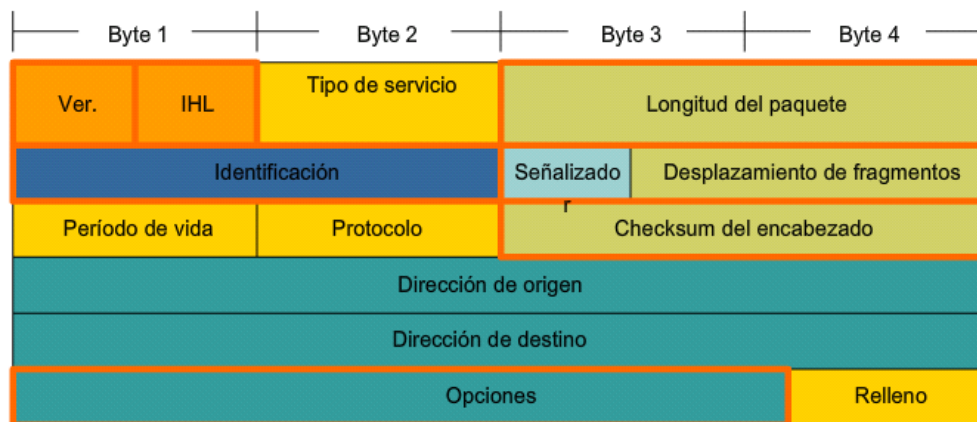 Byte 1 Byte 2 Byte 3 Byte 4
Ver. IHL Tipo de servicio Longitud del paquete
Identificación Señalizado
r Desplazamiento de fragmentos
Período de vida Protocolo Checksum del encabezado
Dirección de origen
Dirección de destino
Opciones Relleno